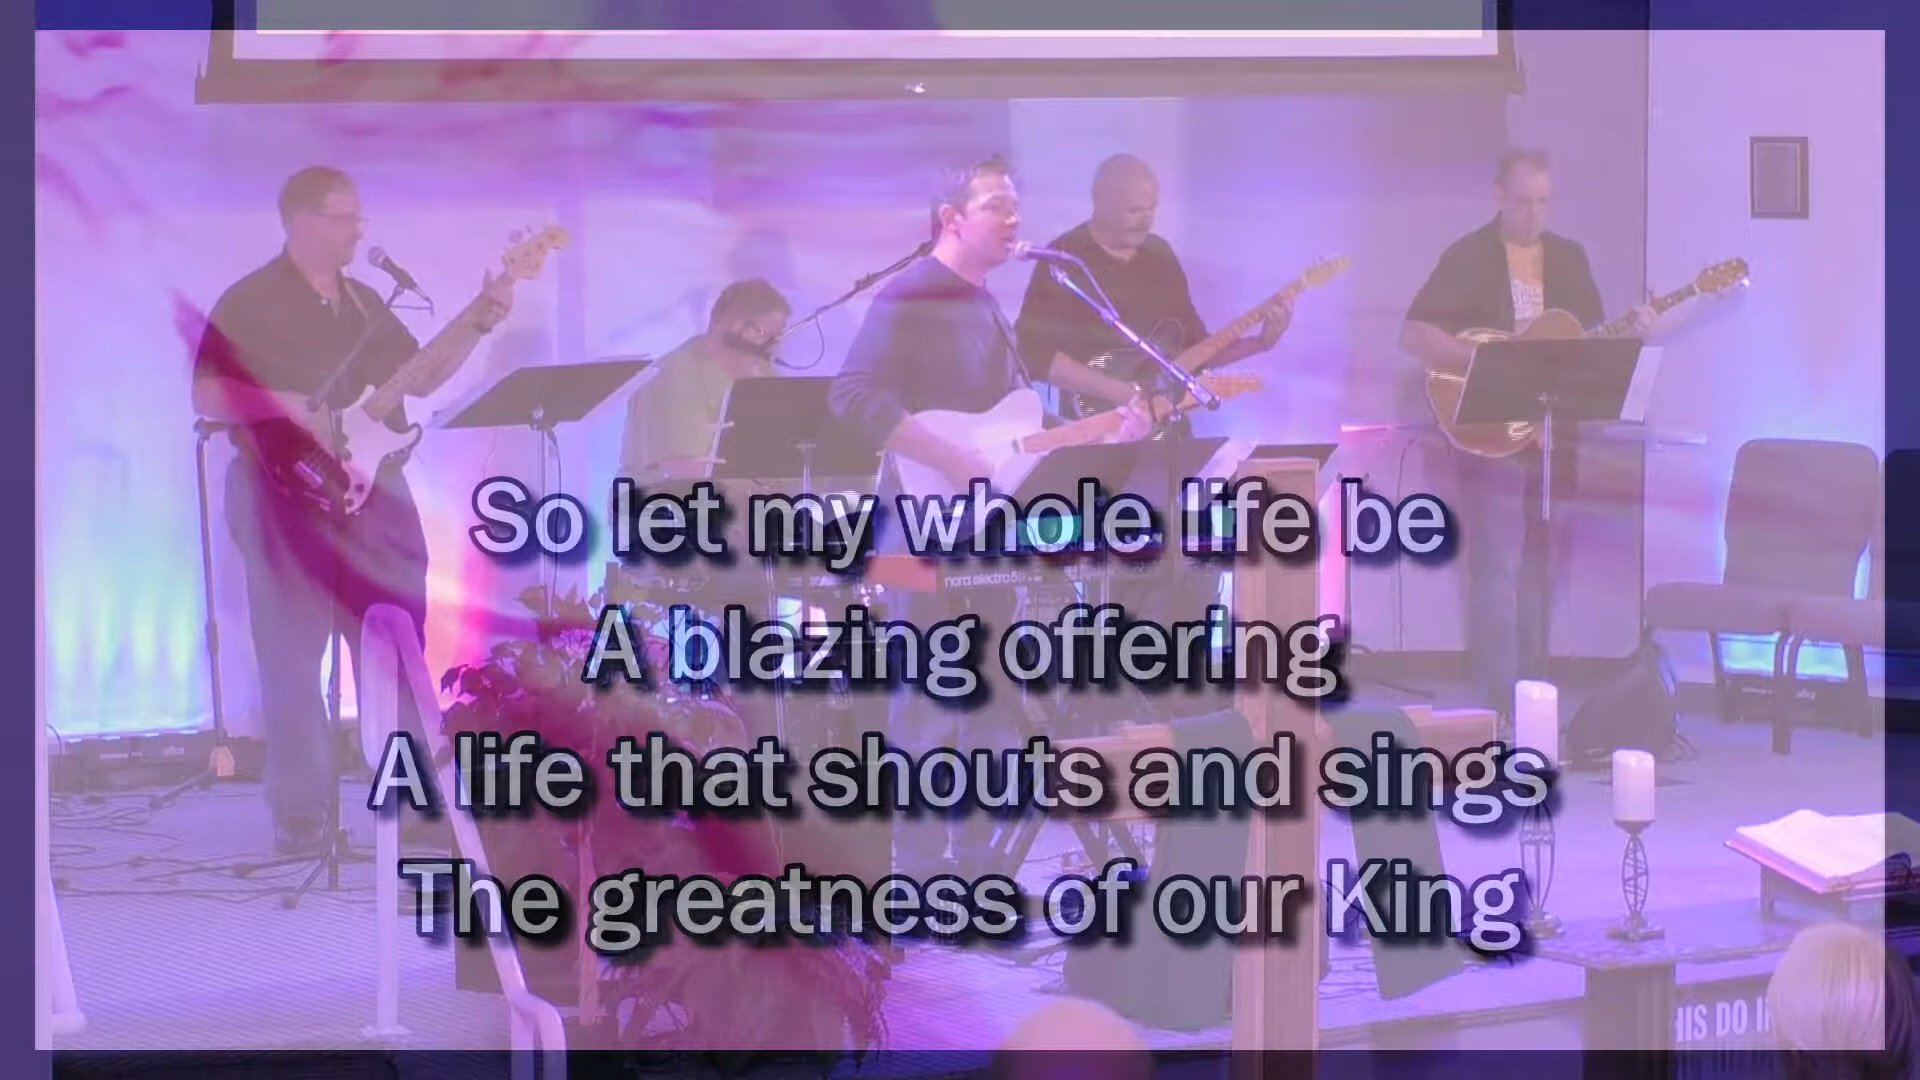 So let my whole life be
nord electro 5
A blazing offering
A life that shouts and sings
The greatness of our King
HIS DO I